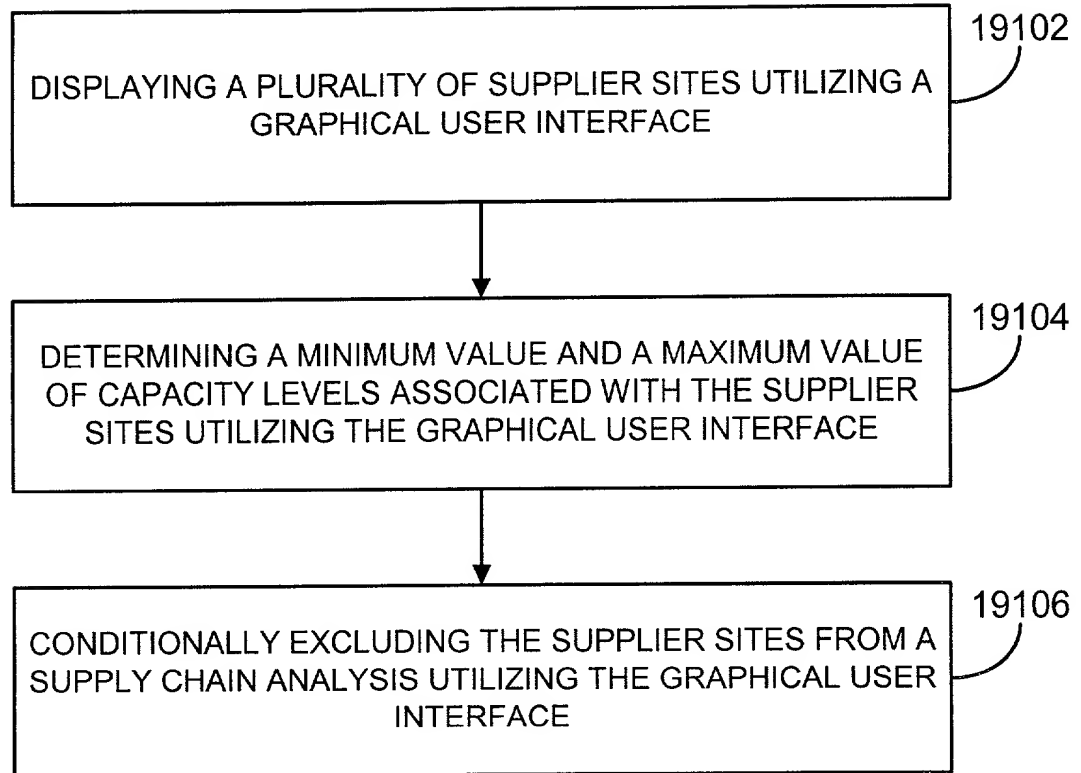 19102
DISPLAYING A PLURALITY OF SUPPLIER SITES UTILIZING A
GRAPHICAL USER INTERFACE
19104
DETERMINING A MINIMUM VALUE AND A MAXIMUM VALUE
OF CAPACITY LEVELS ASSOCIATED WITH THE SUPPLIER
SITES UTILIZING THE GRAPHICAL USER INTERFACE
19106
CONDITIONALLY EXCLUDING THE SUPPLIER SITES FROM A
SUPPLY CHAIN ANALYSIS UTILIZING THE GRAPHICAL USER
INTERFACE